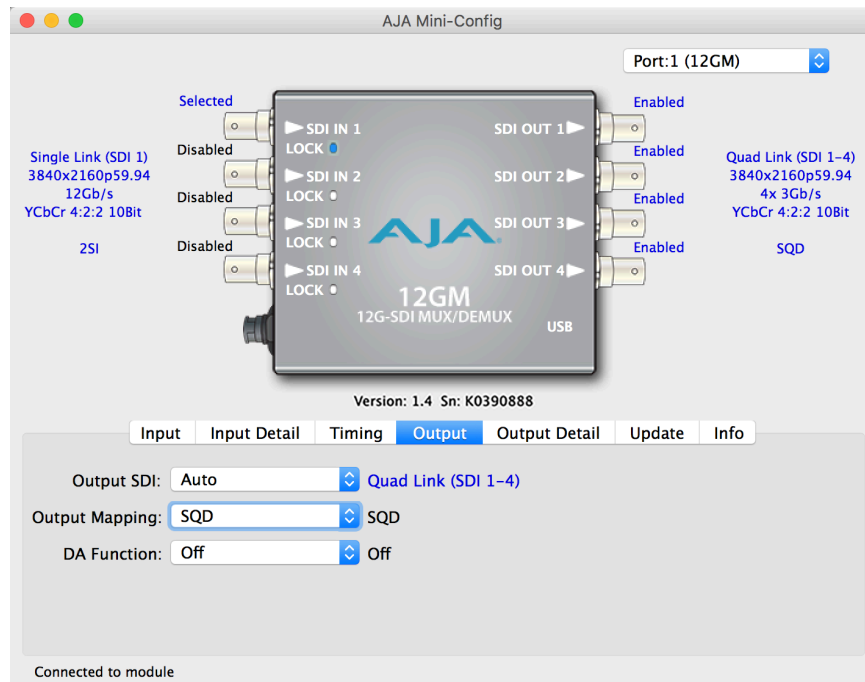 AJA Mini-Config
Port:1 (12GM)
Selected
Enabled
SDI IN 1
SDI OUT 1
LOCK
Disabled
Enabled
Single Link (SDI 1)
3840x2160p59.94
12Gb/s
YCbCr 4:2:2 10Bit
2SI
Quad Link (SDI 1-4)
3840x2160p59.94
4x 3Gb/s
YCbCr 4:2:2 10Bit
SQD
SDI IN 2
SDI OUT 2
LOCK
Disabled
Enabled
SDI IN 3
SDI OUT 3
LOCK
AJA
Disabled
Enabled
SDI IN 4
SDI OUT 4
LOCK
12GM
12G-SDI MUX/DEMUX
USB
Version: 1.4 Sn: K0390888
Input Input Detail Timing Output Output Detail Update Info
Output SDI: Auto Quad Link (SDI 1-4)
Output Mapping: SQD SQD
DA Function: Off Off
Connected to module